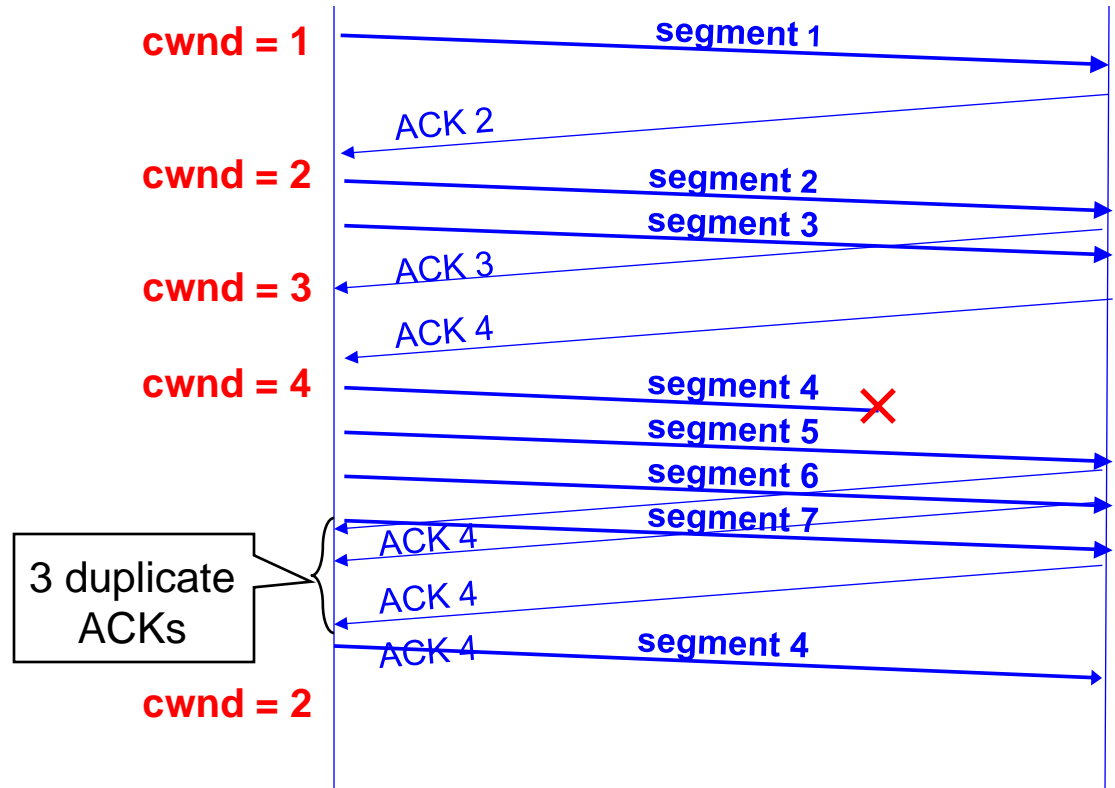 cwnd = 1
segment 1
ACK 2
cwnd = 2
segment 2
segment 3
ACK 3
cwnd = 3
ACK 4
cwnd = 4
segment 4
segment 5
segment 6
segment 7
ACK 4
3 duplicate
ACKs
ACK 4
segment 4
ACK 4
cwnd = 2